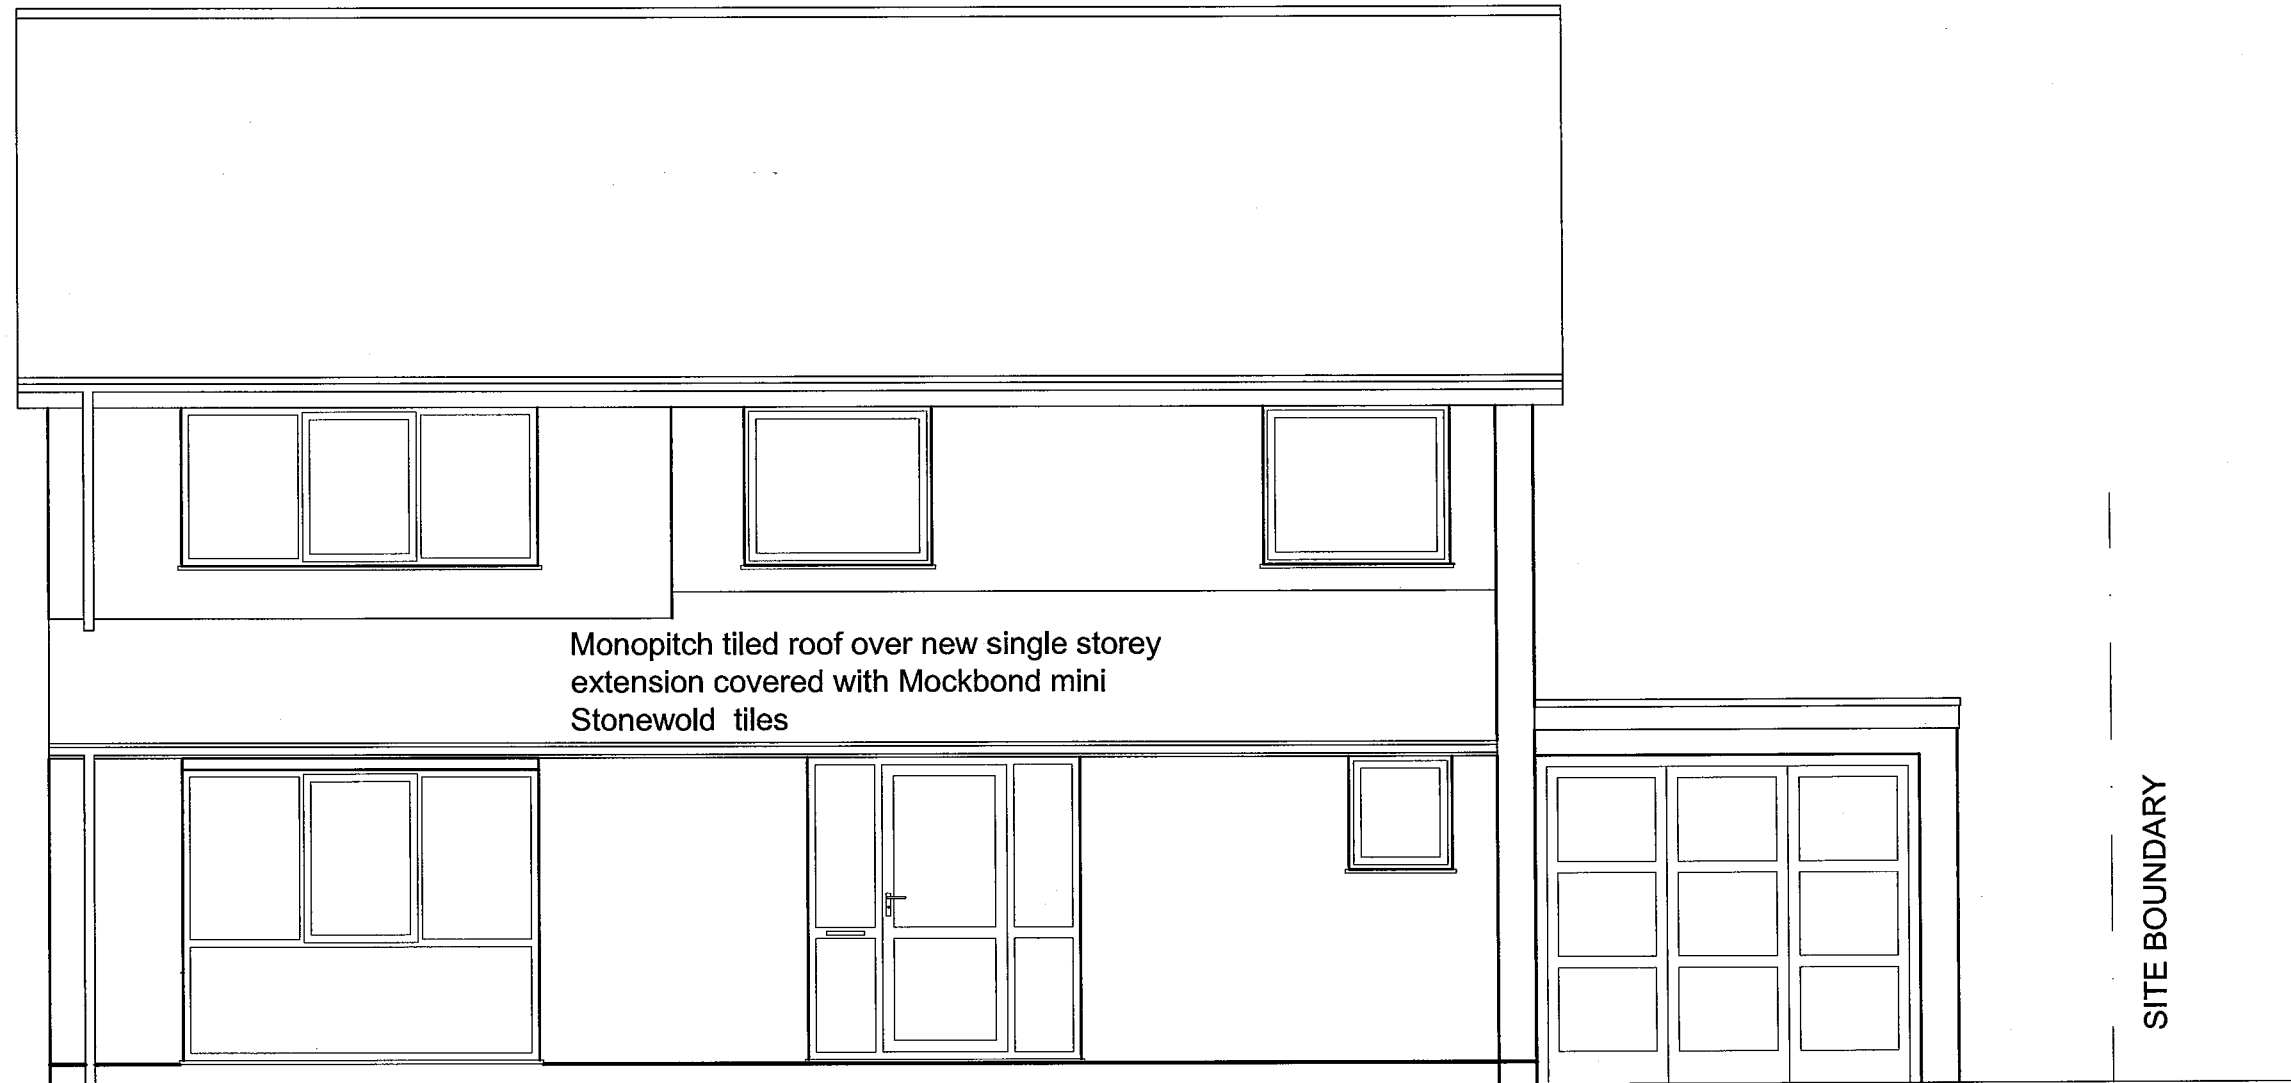 Monopitch tiled roof over new single storey
extension covered with Mockbond mini
Stonewold tiles
SITE BOUNDARY